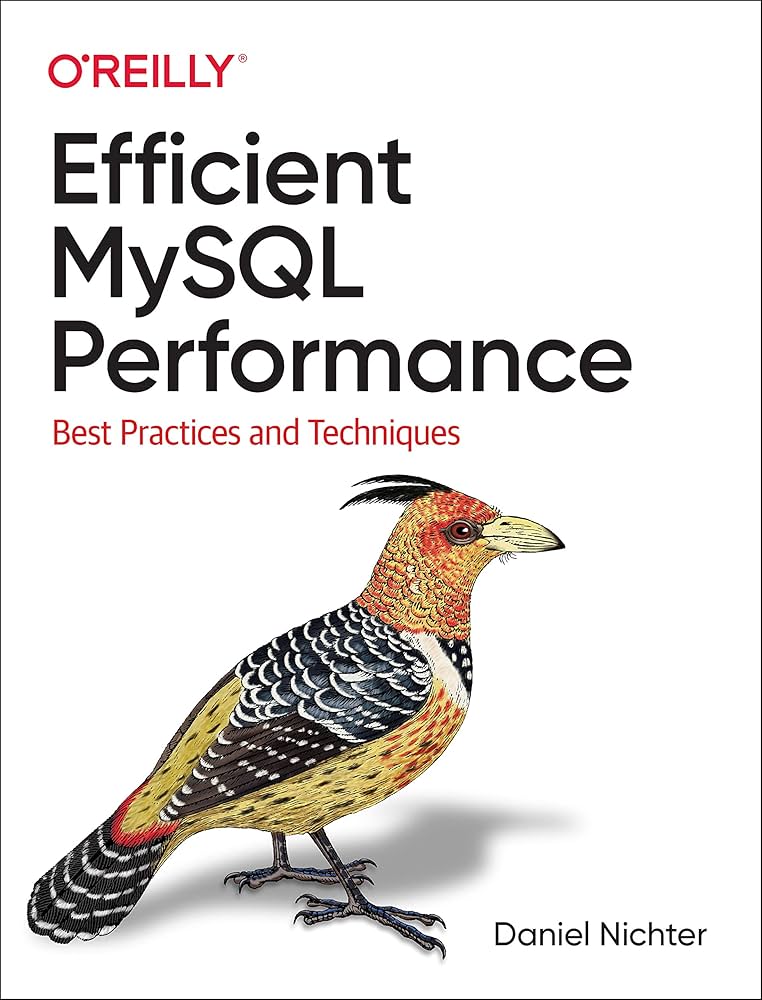 O'REILLY®
Efficient
MySQL
Performance
Best Practices and Techniques
Daniel Nichter